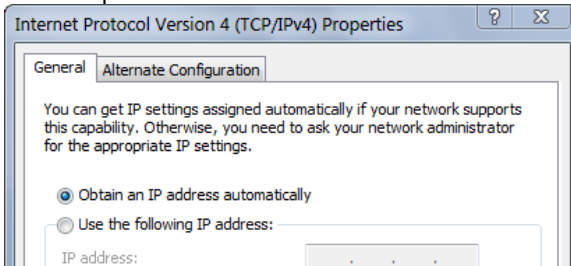 Internet Protocol Version 4 (TCP/IPv4) Properties
General Alternate Configuration
You can get IP settings assigned automatically if your network supports
this capability. Otherwise, you need to ask your network administrator
for the appropriate IP settings.
Obtain an IP address automatically
Use the following IP address:
IP address: